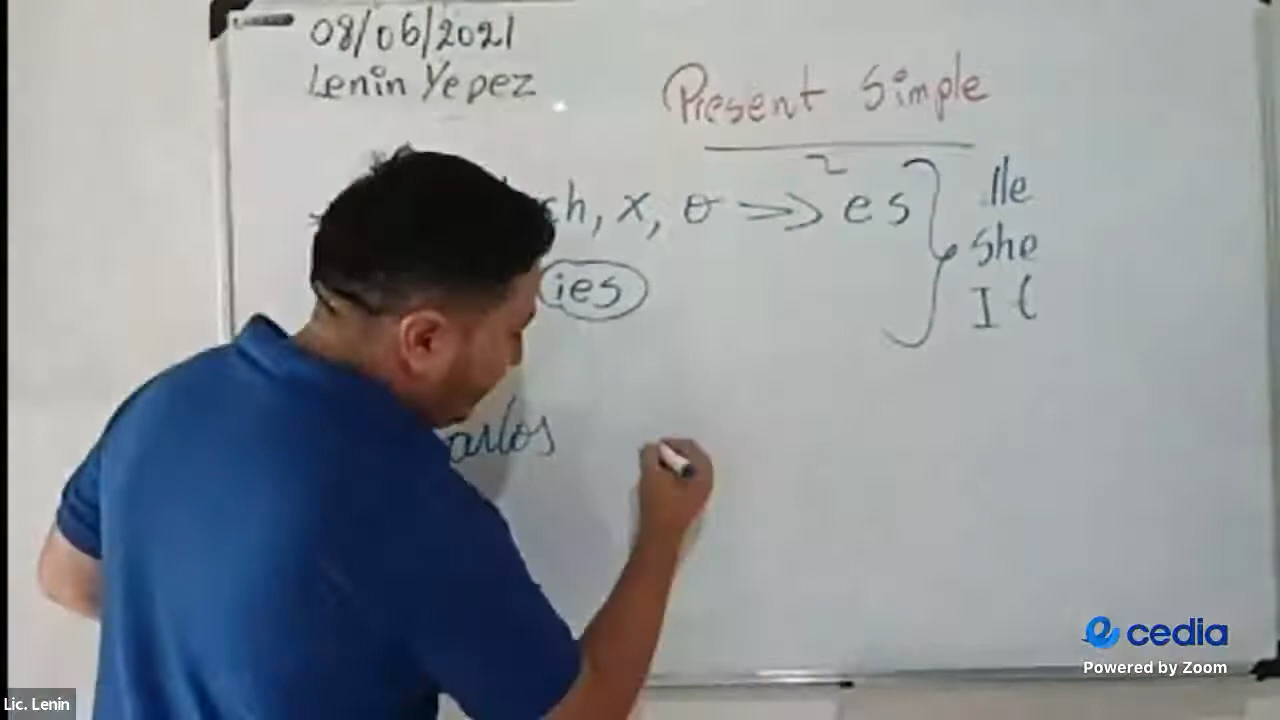 08/06/2021
Lenin Yepez
Present Simple
ch, x, o ->> es
He
She
I (
ies
arlos
cedia
Powered by Zoom
Lic. Lenin